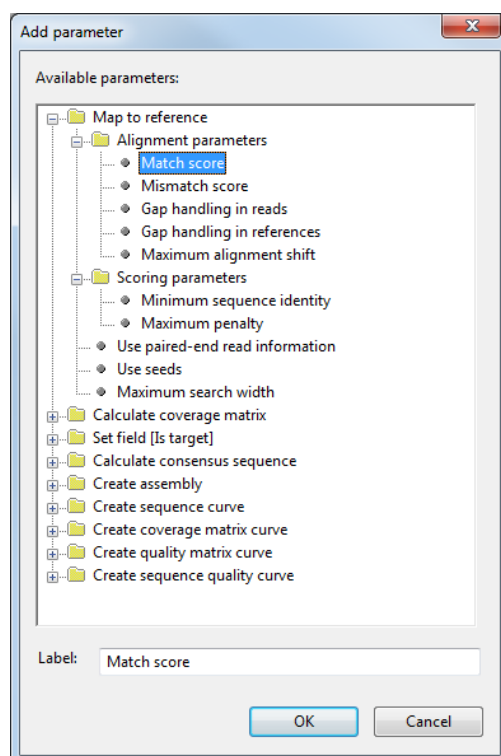 Add parameter
Available parameters:
Map to reference
Alignment parameters
Match score
Mismatch score
Gap handling in reads
Gap handling in references
Maximum alignment shift
Scoring parameters
Minimum sequence identity
Maximum penalty
Use paired-end read information
Use seeds
Maximum search width
Calculate coverage matrix
Set field [Is target]
Calculate consensus sequence
Create assembly
Create sequence curve
Create coverage matrix curve
Create quality matrix curve
Create sequence quality curve
Label: Match score
OK Cancel